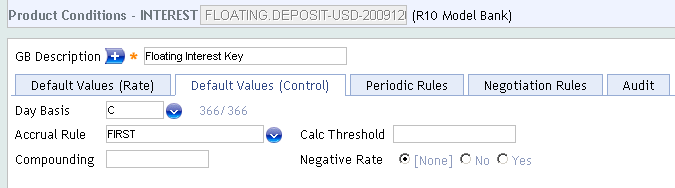 Product Conditions - INTEREST FLOATING.DEPOSIT-USD-200912 (R10 Model Bank)
GB Description * Floating Interest Key
Default Values (Rate) Default Values (Control) Periodic Rules Negotiation Rules Audit
Day Basis C 366/366
Accrual Rule FIRST Calc Threshold
Compounding Negative Rate [None] No Yes